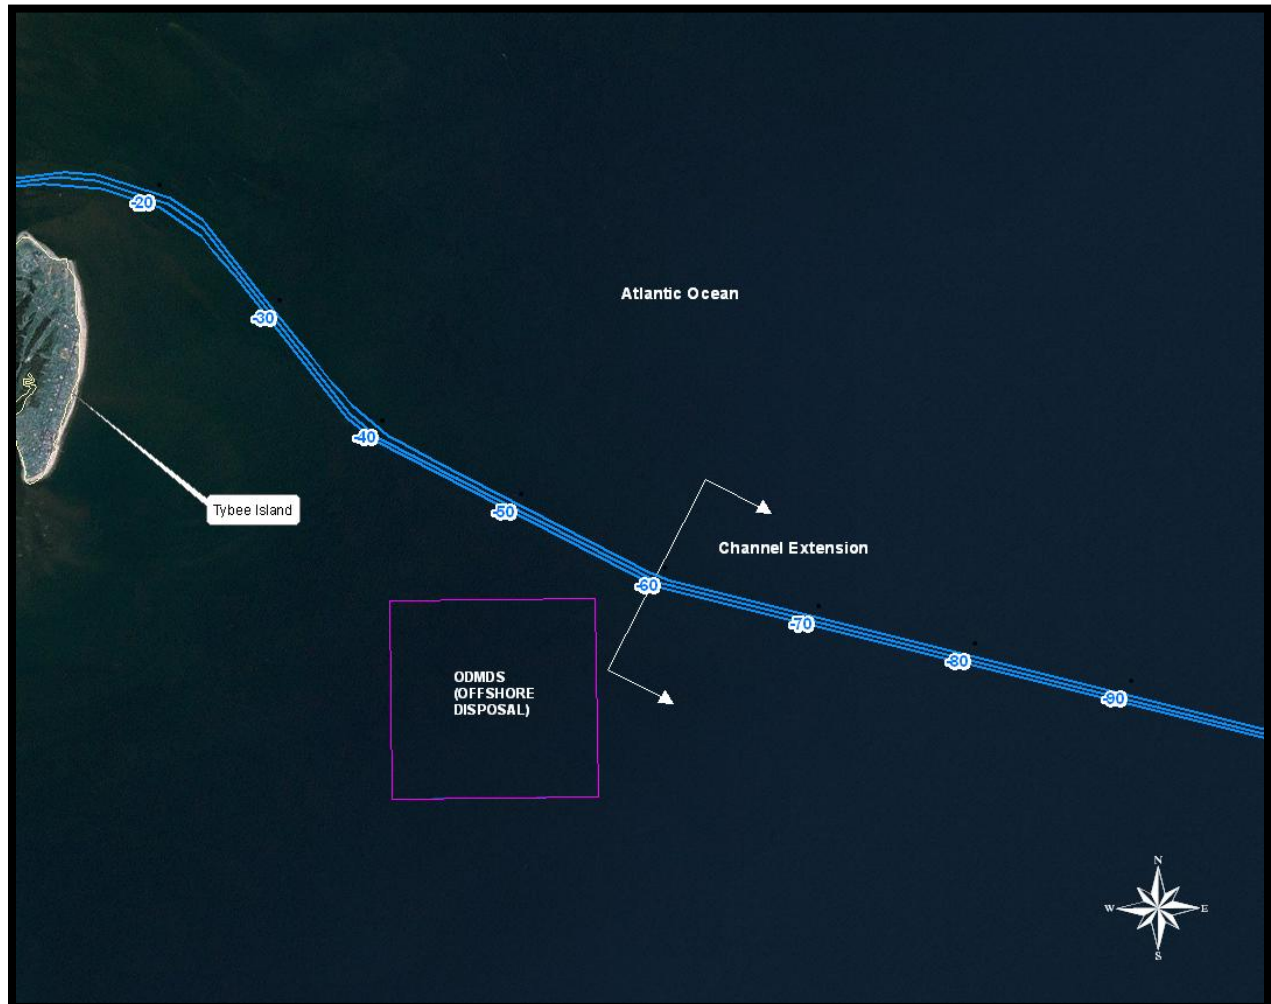 -20
Atlantic Ocean
-30
-40
Tybee Island
-50
Channel Extension
-60
-70
-80
-90
ODMDS
(OFFSHORE
DISPOSAL)
N
W
E
S